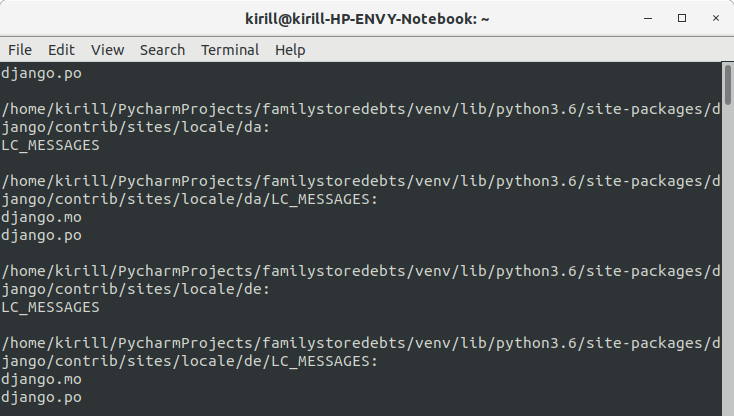 kirill@kirill-HP-ENVY-Notebook: ~
File Edit View Search Terminal Help
django.po
/home/kirill/PycharmProjects/familystoredebts/venv/lib/python3.6/site-packages/d
jango/contrib/sites/locale/da:
LC_MESSAGES
/home/kirill/PycharmProjects/familystoredebts/venv/lib/python3.6/site-packages/d
jango/contrib/sites/locale/da/LC_MESSAGES:
django.mo
django.po
/home/kirill/PycharmProjects/familystoredebts/venv/lib/python3.6/site-packages/d
jango/contrib/sites/locale/de:
LC_MESSAGES
/home/kirill/PycharmProjects/familystoredebts/venv/lib/python3.6/site-packages/d
jango/contrib/sites/locale/de/LC_MESSAGES:
django.mo
django.po